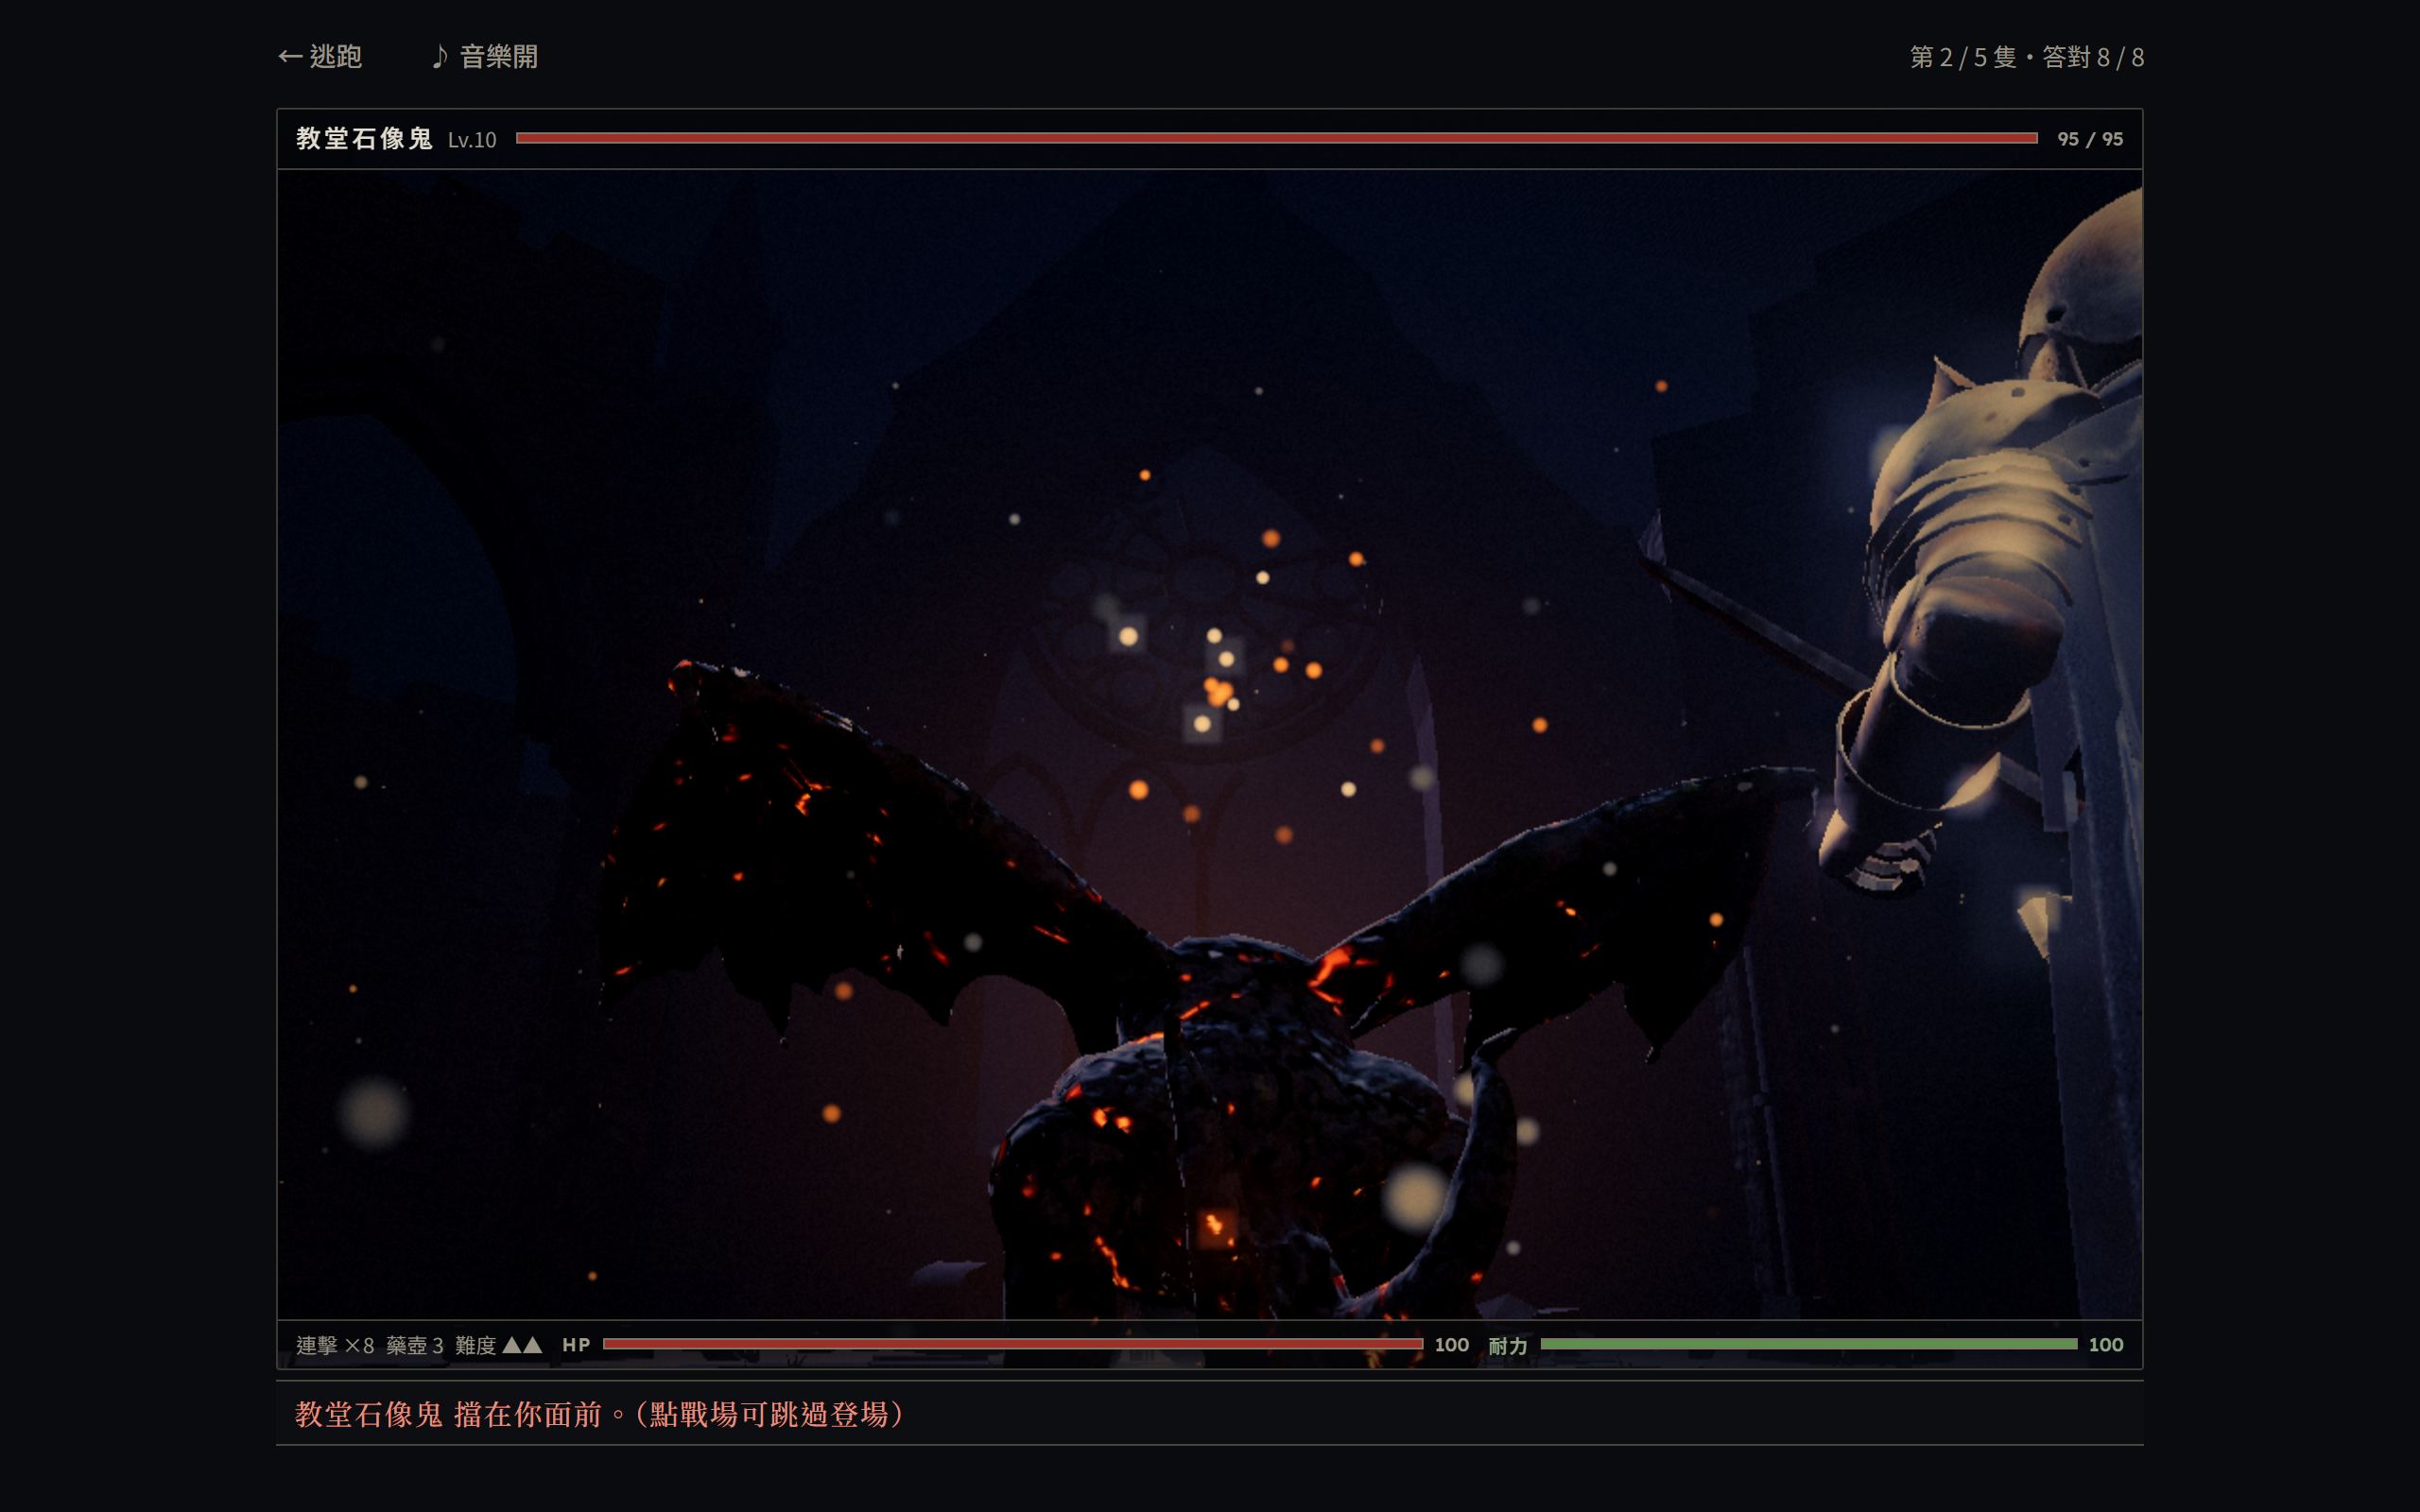 ← 逃跑 ♪ 音樂開 第 2 / 5 隻・答對 8 / 8
教堂石像鬼 Lv.10 95 / 95
連擊 ×8 藥壺 3 難度 ▲▲ HP 100 耐力 100
教堂石像鬼 擋在你面前。(點戰場可跳過登場)